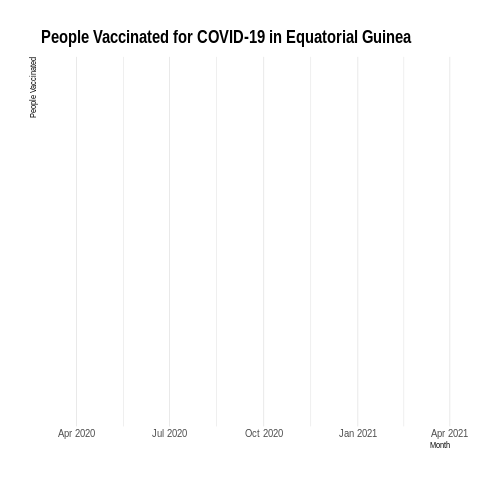 People Vaccinated for COVID-19 in Equatorial Guinea
People Vaccinated
Apr 2020 Jul 2020 Oct 2020 Jan 2021 Apr 2021
Month